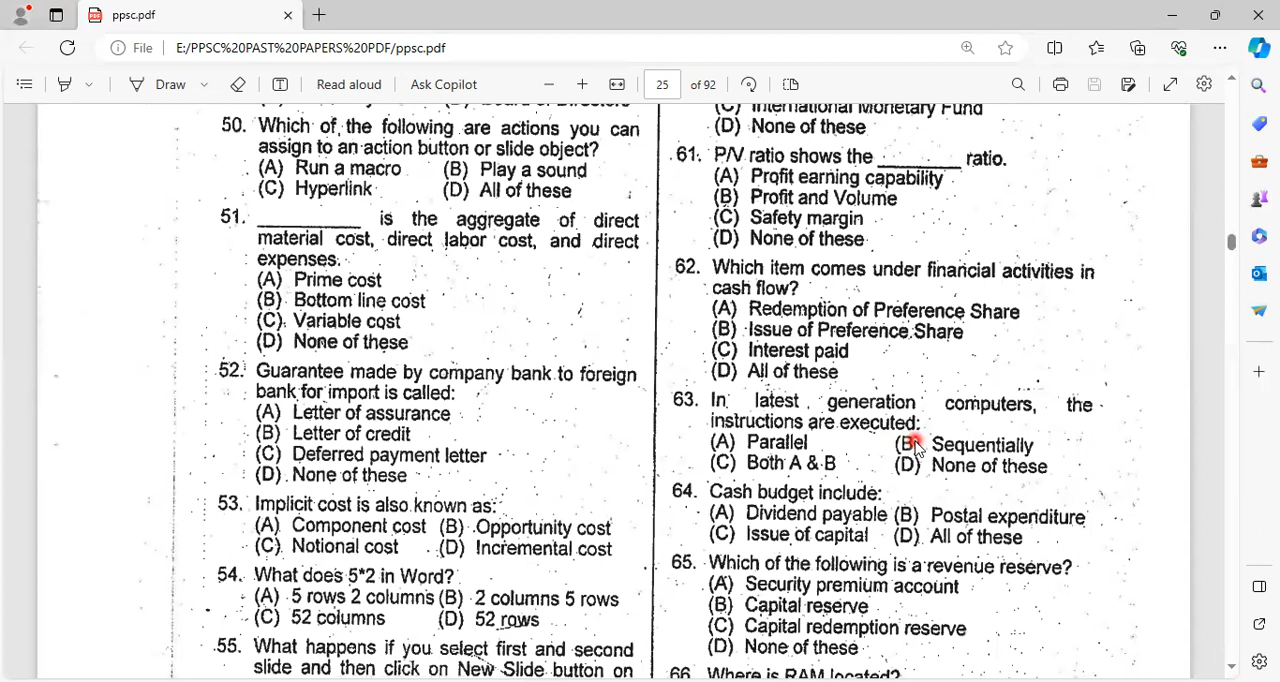 ppsc.pdf
File
E:/PPSC%20PAST%20PAPERS%20PDF/ppsc.pdf
Draw
Read aloud
Ask Copilot
25
of 92
50. Which of the following are actions you can
assign to an action button or slide object?
(A) Run a macro (B) Play a sound
(C) Hyperlink (D) All of these
51. ________ is the aggregate of direct
material cost, direct labor cost, and direct
expenses.
(A) Prime cost
(B) Bottom line cost
(C) Variable cost
(D) None of these
52. Guarantee made by company bank to foreign
bank for import is called:
(A) Letter of assurance
(B) Letter of credit
(C) Deferred payment letter
(D) None of these
53. Implicit cost is also known as:
(A) Component cost (B) Opportunity cost
(C) Notional cost (D) Incremental cost
54. What does 5*2 in Word?
(A) 5 rows 2 columns (B) 2 columns 5 rows
(C) 52 columns (D) 52 rows
55. What happens if you select first and second
slide and then click on New Slide button on
(C) International Monetary Fund
(D) None of these
61. P/V ratio shows the ________ ratio.
(A) Profit earning capability
(B) Profit and Volume
(C) Safety margin
(D) None of these
62. Which item comes under financial activities in
cash flow?
(A) Redemption of Preference Share
(B) Issue of Preference Share
(C) Interest paid
(D) All of these
63. In latest generation computers, the
instructions are executed:
(A) Parallel (B) Sequentially
(C) Both A & B (D) None of these
64. Cash budget include:
(A) Dividend payable (B) Postal expenditure
(C) Issue of capital (D) All of these
65. Which of the following is a revenue reserve?
(A) Security premium account
(B) Capital reserve
(C) Capital redemption reserve
(D) None of these
66. Where is RAM located?